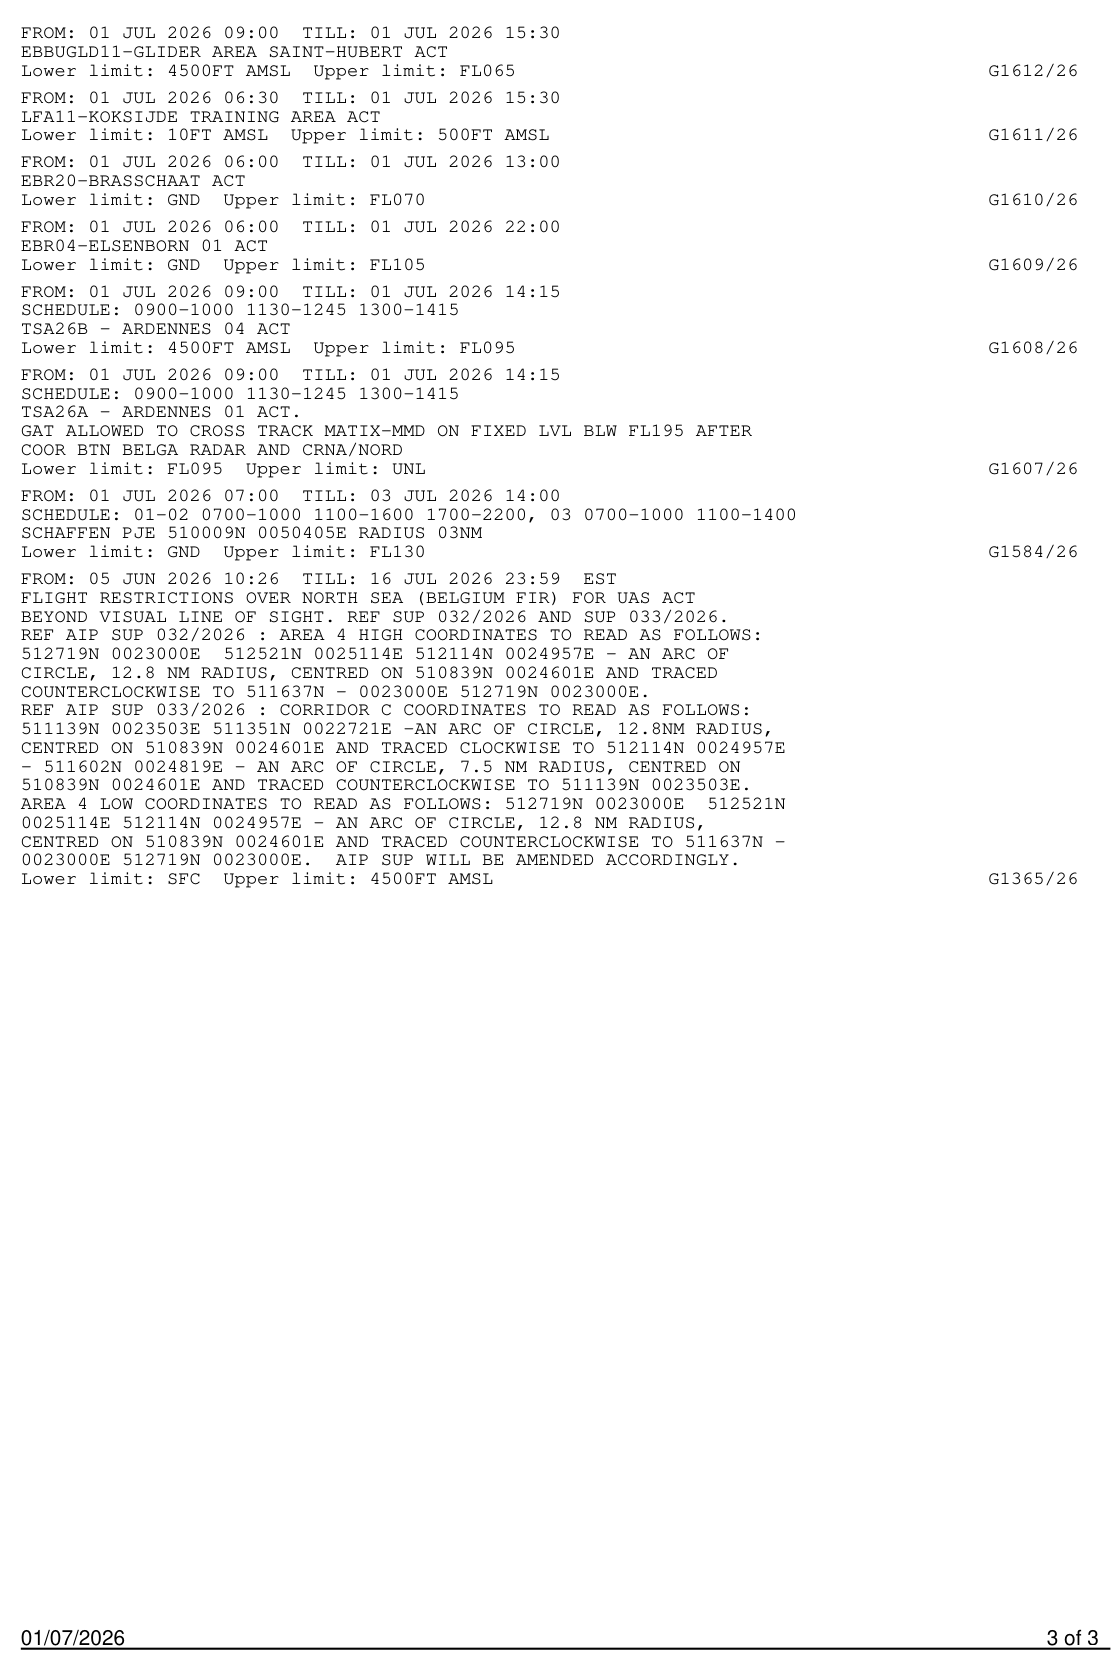 FROM: 01 JUL 2026 09:00  TILL: 01 JUL 2026 15:30
EBBUGLD11-GLIDER AREA SAINT-HUBERT ACT
Lower limit: 4500FT AMSL  Upper limit: FL065 G1612/26
FROM: 01 JUL 2026 06:30  TILL: 01 JUL 2026 15:30
LFA11-KOKSIJDE TRAINING AREA ACT
Lower limit: 10FT AMSL  Upper limit: 500FT AMSL G1611/26
FROM: 01 JUL 2026 06:00  TILL: 01 JUL 2026 13:00
EBR20-BRASSCHAAT ACT
Lower limit: GND  Upper limit: FL070 G1610/26
FROM: 01 JUL 2026 06:00  TILL: 01 JUL 2026 22:00
EBR04-ELSENBORN 01 ACT
Lower limit: GND  Upper limit: FL105 G1609/26
FROM: 01 JUL 2026 09:00  TILL: 01 JUL 2026 14:15
SCHEDULE: 0900-1000 1130-1245 1300-1415
TSA26B - ARDENNES 04 ACT
Lower limit: 4500FT AMSL  Upper limit: FL095 G1608/26
FROM: 01 JUL 2026 09:00  TILL: 01 JUL 2026 14:15
SCHEDULE: 0900-1000 1130-1245 1300-1415
TSA26A - ARDENNES 01 ACT.
GAT ALLOWED TO CROSS TRACK MATIX-MMD ON FIXED LVL BLW FL195 AFTER
COOR BTN BELGA RADAR AND CRNA/NORD
Lower limit: FL095  Upper limit: UNL G1607/26
FROM: 01 JUL 2026 07:00  TILL: 03 JUL 2026 14:00
SCHEDULE: 01-02 0700-1000 1100-1600 1700-2200, 03 0700-1000 1100-1400
SCHAFFEN PJE 510009N 0050405E RADIUS 03NM
Lower limit: GND  Upper limit: FL130 G1584/26
FROM: 05 JUN 2026 10:26  TILL: 16 JUL 2026 23:59  EST
FLIGHT RESTRICTIONS OVER NORTH SEA (BELGIUM FIR) FOR UAS ACT
BEYOND VISUAL LINE OF SIGHT. REF SUP 032/2026 AND SUP 033/2026.
REF AIP SUP 032/2026 : AREA 4 HIGH COORDINATES TO READ AS FOLLOWS:
512719N 0023000E  512521N 0025114E 512114N 0024957E - AN ARC OF
CIRCLE, 12.8 NM RADIUS, CENTRED ON 510839N 0024601E AND TRACED
COUNTERCLOCKWISE TO 511637N - 0023000E 512719N 0023000E.
REF AIP SUP 033/2026 : CORRIDOR C COORDINATES TO READ AS FOLLOWS:
511139N 0023503E 511351N 0022721E -AN ARC OF CIRCLE, 12.8NM RADIUS,
CENTRED ON 510839N 0024601E AND TRACED CLOCKWISE TO 512114N 0024957E
- 511602N 0024819E - AN ARC OF CIRCLE, 7.5 NM RADIUS, CENTRED ON
510839N 0024601E AND TRACED COUNTERCLOCKWISE TO 511139N 0023503E.
AREA 4 LOW COORDINATES TO READ AS FOLLOWS: 512719N 0023000E  512521N
0025114E 512114N 0024957E - AN ARC OF CIRCLE, 12.8 NM RADIUS,
CENTRED ON 510839N 0024601E AND TRACED COUNTERCLOCKWISE TO 511637N -
0023000E 512719N 0023000E.  AIP SUP WILL BE AMENDED ACCORDINGLY.
Lower limit: SFC  Upper limit: 4500FT AMSL G1365/26
01/07/2026 3 of 3